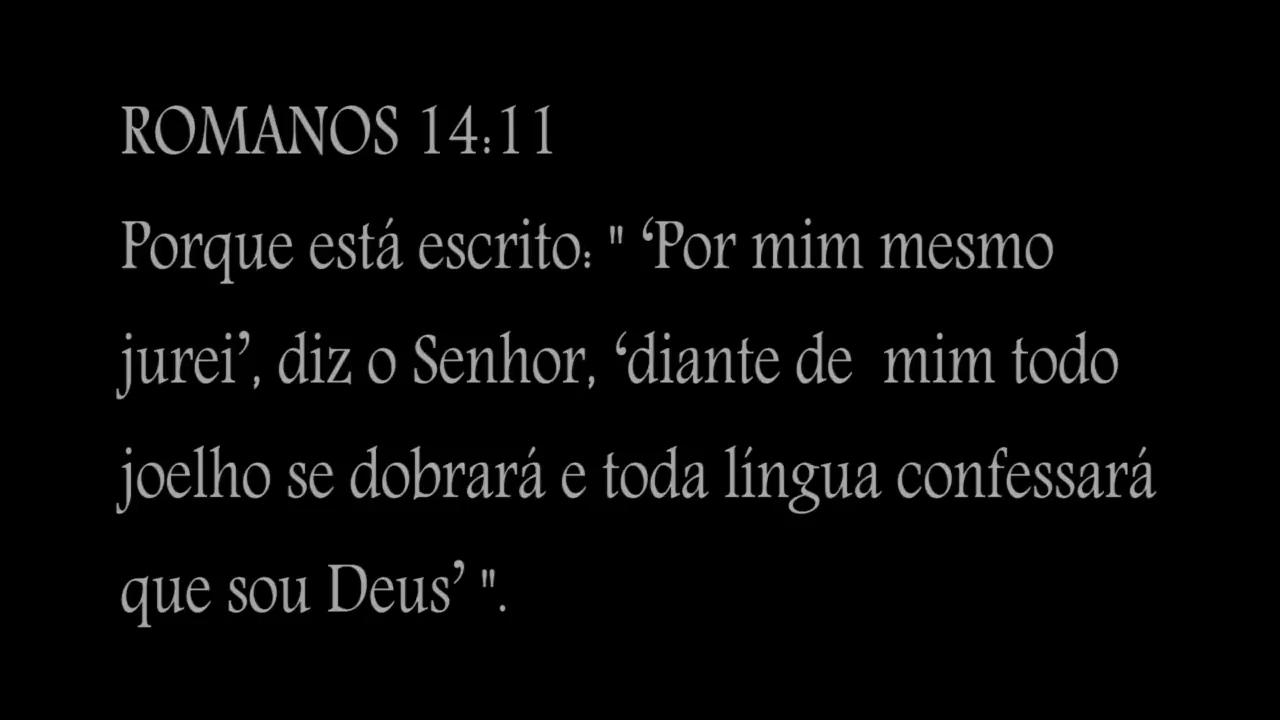 ROMANOS 14:11
Porque está escrito: " ‘Por mim mesmo
jurei’, diz o Senhor, ‘diante de  mim todo
joelho se dobrará e toda língua confessará
que sou Deus’ ".